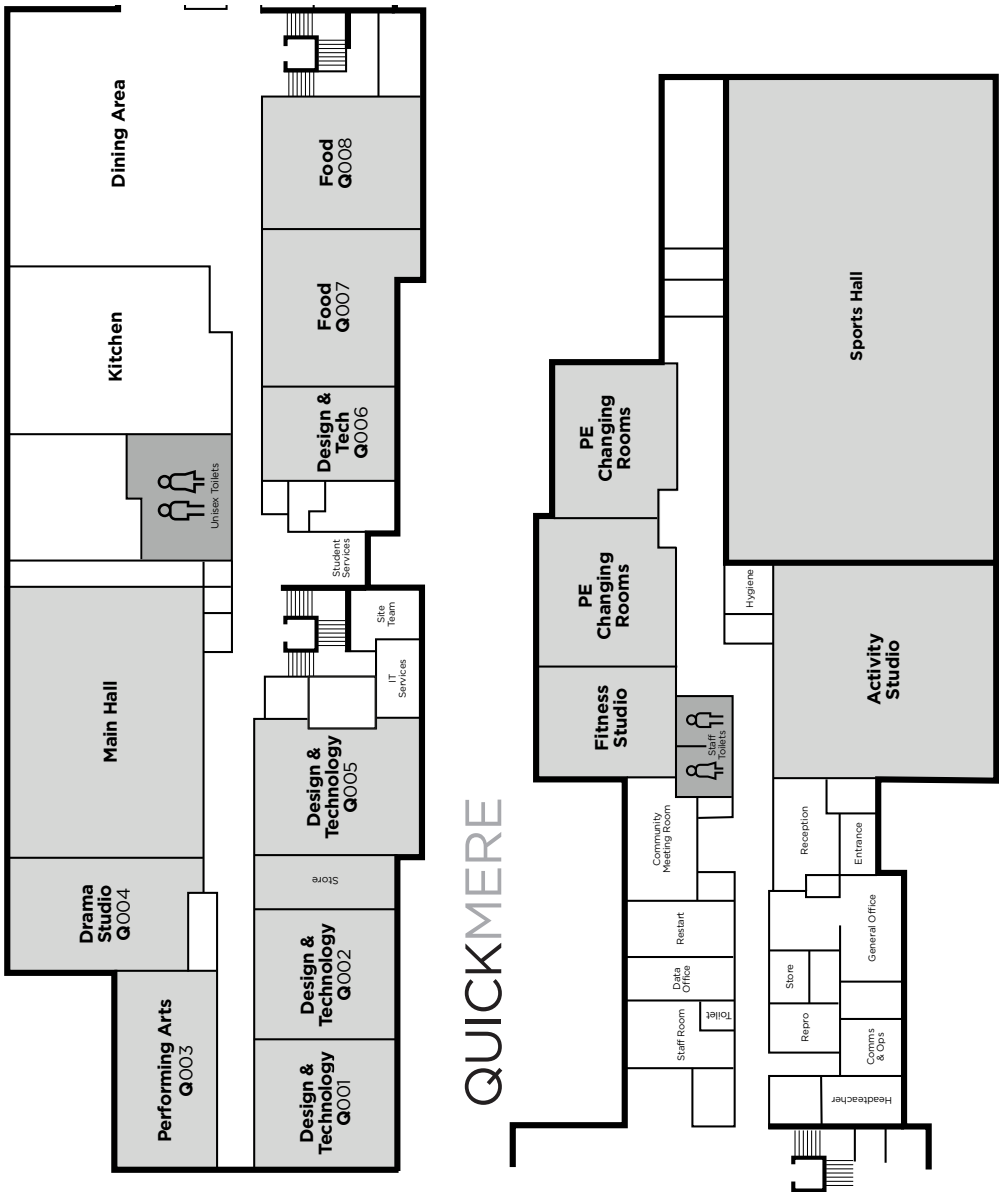 Dining Area
Food
Q008
Food
Q007
Kitchen
Design &
Tech
Q006
Unisex Toilets
Student
Services
Site
Team
IT
Services
Main Hall
Design &
Technology
Q005
Store
Drama
Studio
Q004
Design &
Technology
Q002
Performing Arts
Q003
Design &
Technology
Q001
QUICKMERE
Sports Hall
PE
Changing
Rooms
PE
Changing
Rooms
Hygiene
Activity
Studio
Fitness
Studio
Staff
Toilets
Community
Meeting Room
Reception
Entrance
Restart
General Office
Data
Office
Store
Toilet
Staff Room
Repro
Comms
& Ops
Headteacher